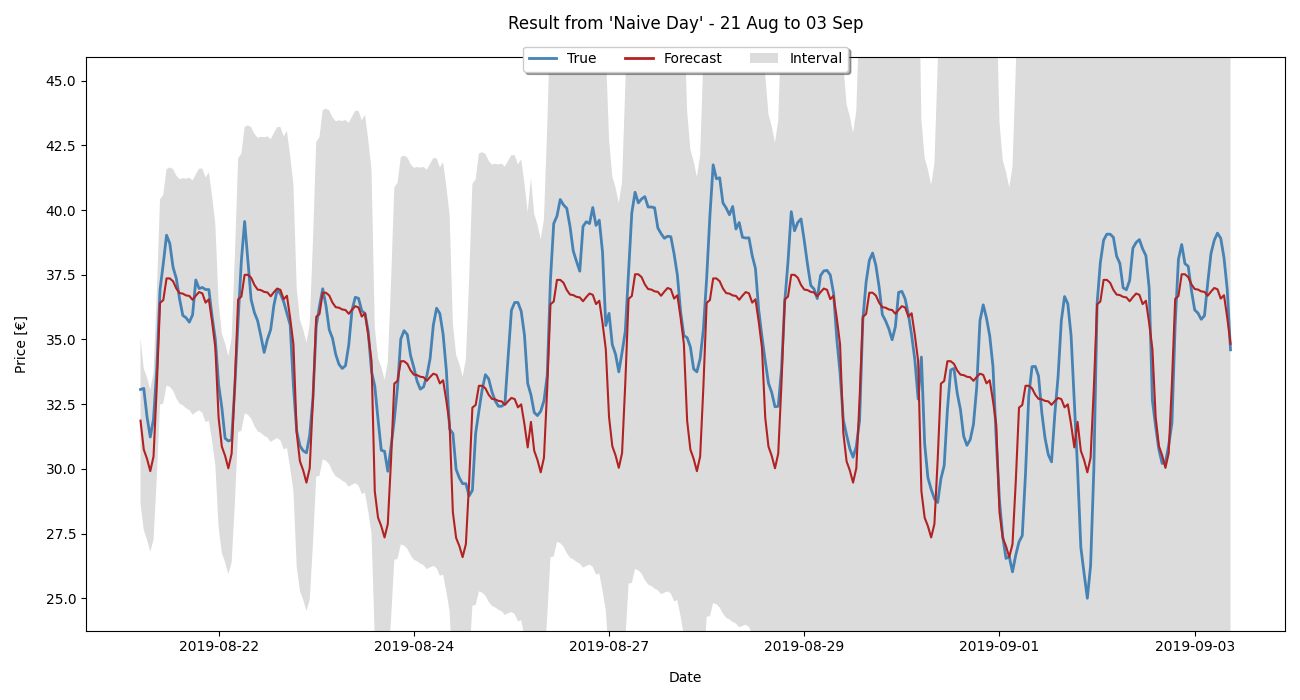 Result from 'Naive Day' - 21 Aug to 03 Sep
True Forecast Interval
45.0
42.5
40.0
37.5
35.0
32.5
30.0
27.5
25.0
Price [€]
2019-08-22 2019-08-24 2019-08-27 2019-08-29 2019-09-01 2019-09-03
Date